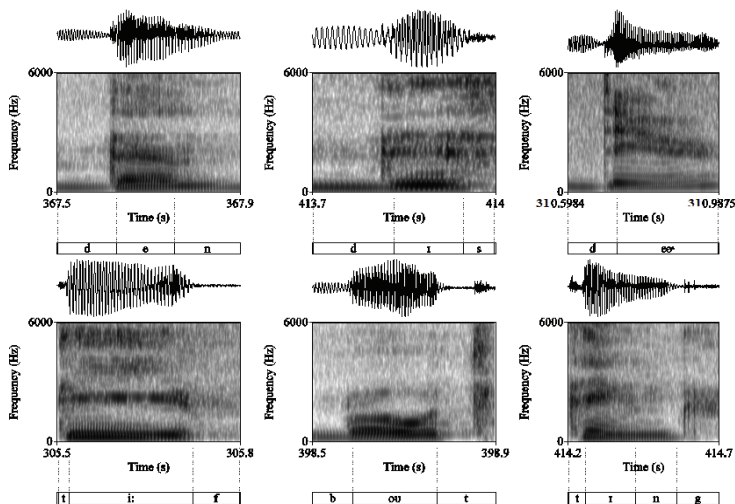 6000
Frequency (Hz)
0
367.5
367.9
Time (s)
d e n
6000
Frequency (Hz)
413.7
414
Time (s)
d ɪ s
6000
Frequency (Hz)
0
310.5984
310.9875
Time (s)
d
6000
Frequency (Hz)
0
305.5
305.8
Time (s)
t i: f
6000
Frequency (Hz)
0
398.5
398.9
Time (s)
b oʊ t
6000
Frequency (Hz)
0
414.2
414.7
Time (s)
t ɪ n g